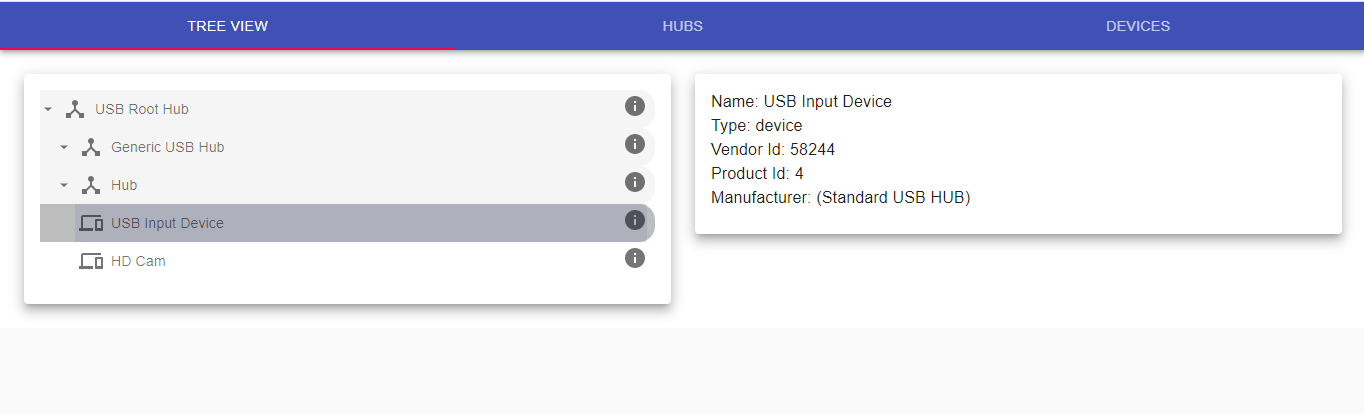 TREE VIEW
HUBS
DEVICES
USB Root Hub
Generic USB Hub
Hub
USB Input Device
HD Cam
Name: USB Input Device
Type: device
Vendor Id: 58244
Product Id: 4
Manufacturer: (Standard USB HUB)